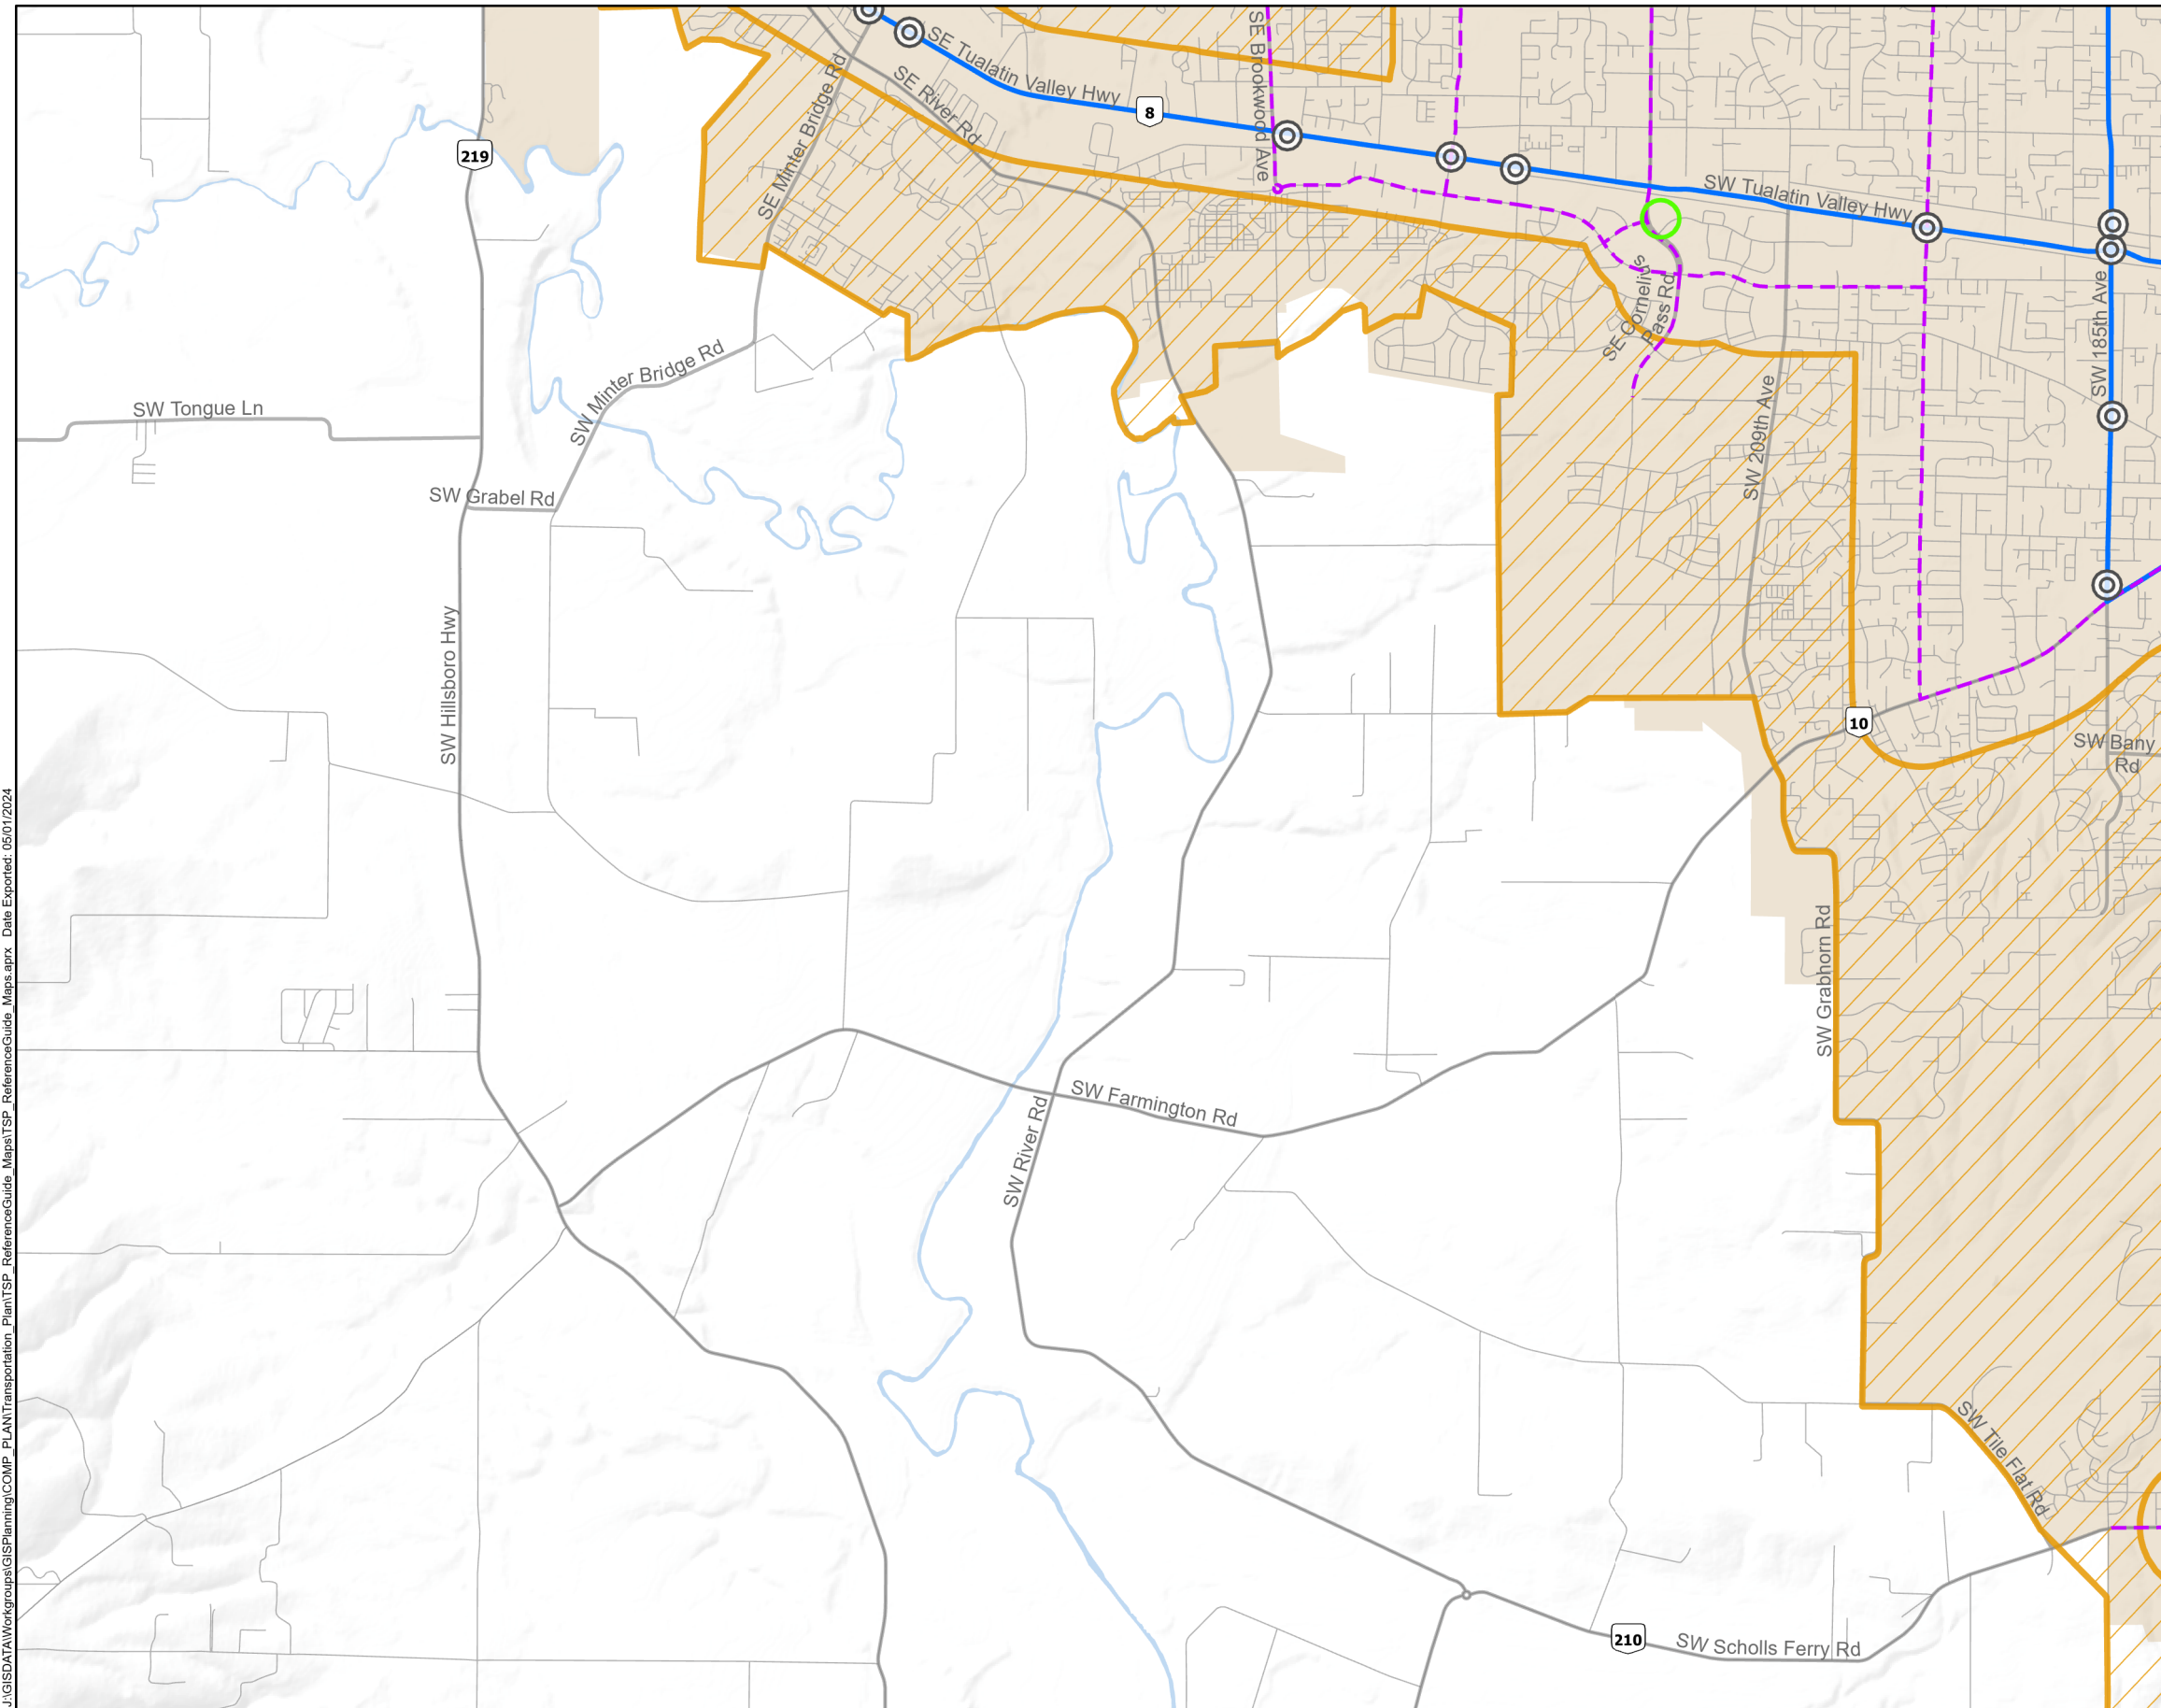 SE Brookwood Ave
SE Tualatin Valley Hwy
8
SE Minter Bridge Rd
SE River Rd
219
SW Tualatin Valley Hwy
SE Cornelius
Pass Rd
SW 185th Ave
SW Minter Bridge Rd
SW Tongue Ln
SW 209th Ave
SW Grabel Rd
SW Hillsboro Hwy
10
SW Bany
Rd
SW Grabhorn Rd
SW Farmington Rd
SW River Rd
SW Tile Flat Rd
210
SW Scholls Ferry Rd
J:\GISDATA\Workgroups\GISPlanning\COMP_PLAN\Transportation_Plan\TSP_ReferenceGuide_Maps\TSP_ReferenceGuide_Maps.aprx Date Exported: 05/01/2024